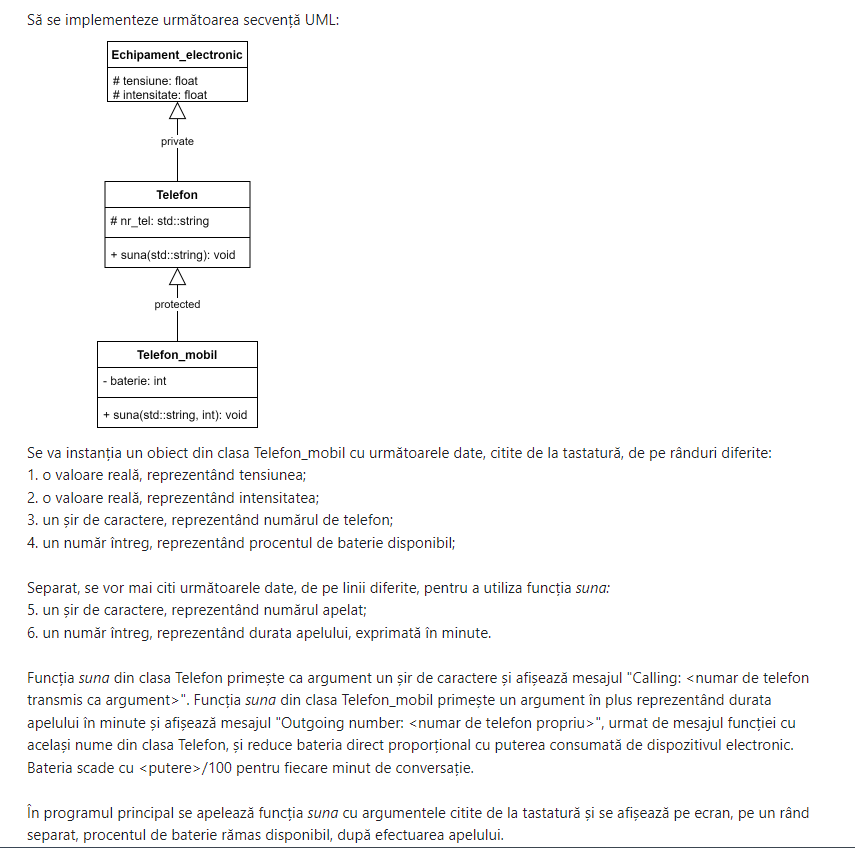 Să se implementeze următoarea secvență UML:
Echipament_electronic
# tensiune: float
# intensitate: float
private
Telefon
# nr_tel: std::string
+ suna(std::string): void
protected
Telefon_mobil
- baterie: int
+ suna(std::string, int): void
Se va instanția un obiect din clasa Telefon_mobil cu următoarele date, citite de la tastatură, de pe rânduri diferite:
1. o valoare reală, reprezentând tensiunea;
2. o valoare reală, reprezentând intensitatea;
3. un șir de caractere, reprezentând numărul de telefon;
4. un număr întreg, reprezentând procentul de baterie disponibil;
Separat, se vor mai citi următoarele date, de pe linii diferite, pentru a utiliza funcția suna:
5. un șir de caractere, reprezentând numărul apelat;
6. un număr întreg, reprezentând durata apelului, exprimată în minute.
Funcția suna din clasa Telefon primește ca argument un șir de caractere și afișează mesajul "Calling: <numar de telefon
transmis ca argument>". Funcția suna din clasa Telefon_mobil primește un argument în plus reprezentând durata
apelului în minute și afișează mesajul "Outgoing number: <numar de telefon propriu>", urmat de mesajul funcției cu
același nume din clasa Telefon, și reduce bateria direct proporțional cu puterea consumată de dispozitivul electronic.
Bateria scade cu <putere>/100 pentru fiecare minut de conversație.
În programul principal se apelează funcția suna cu argumentele citite de la tastatură și se afișează pe ecran, pe un rând
separat, procentul de baterie rămas disponibil, după efectuarea apelului.